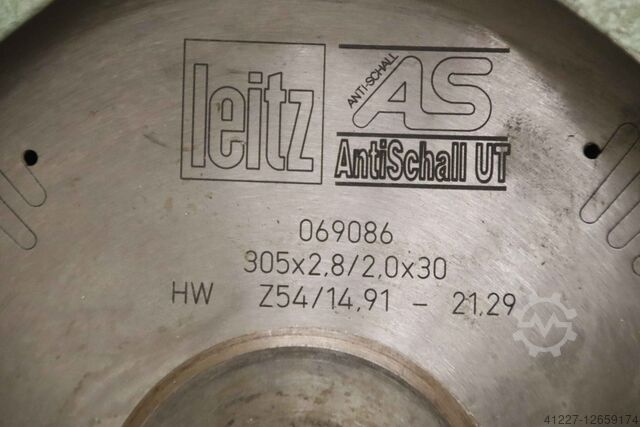 leitz
ANTI-SCHALL
AS
AntiSchall UT
069086
305x2,8/2,0x30
HW Z54/14,91 - 21,29
41227-12659174